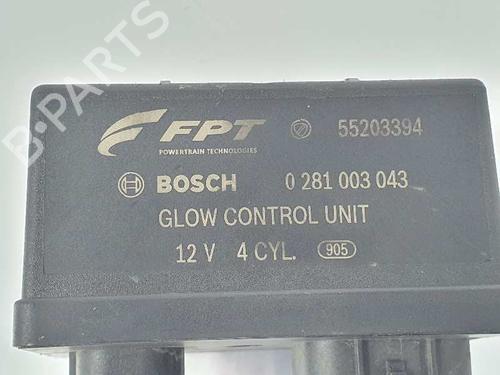 FPT 55203394
POWERTRAIN TECHNOLOGIES
BOSCH 0 281 003 043
GLOW CONTROL UNIT
12 V 4 CYL. 905
B-PARTS